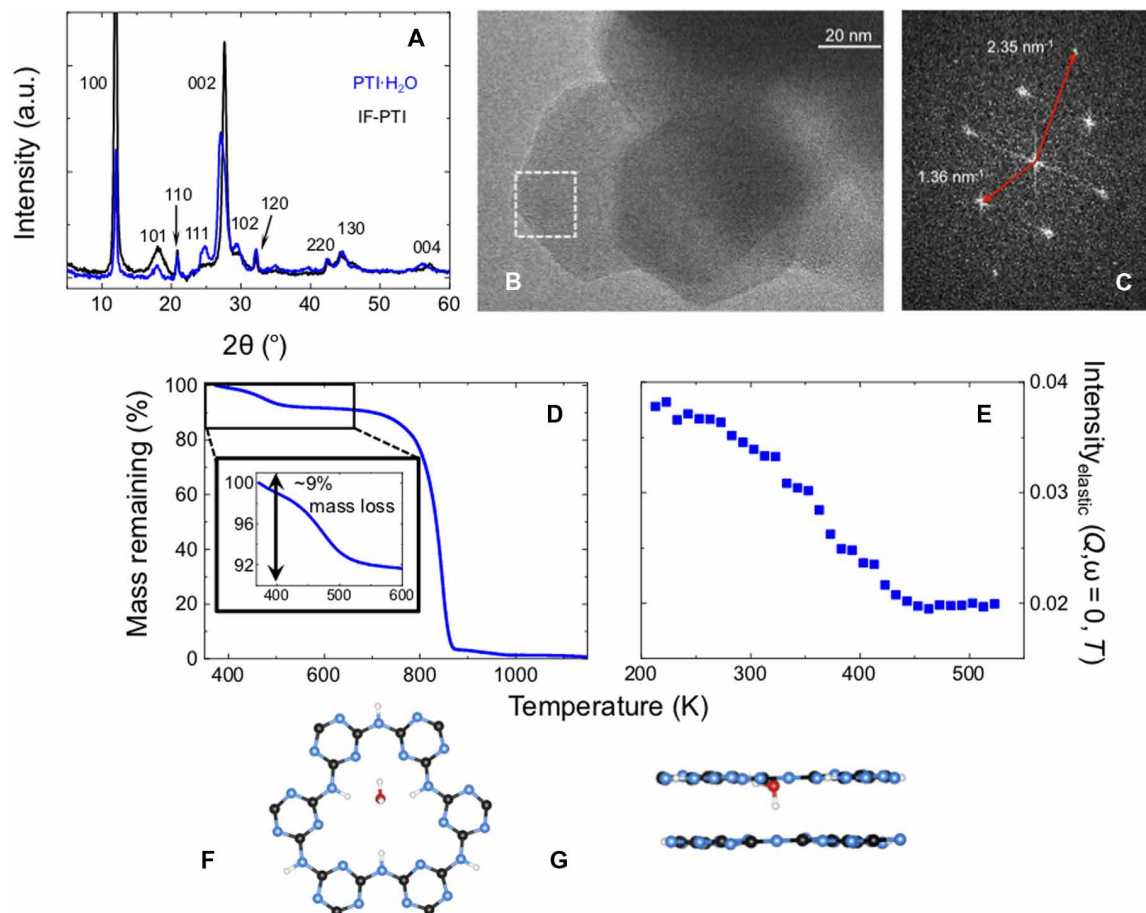 A
PTI·H₂O
IF-PTI
100
002
110
101
111
102
120
220
130
004
Intensity (a.u.)
10 20 30 40 50 60
2θ (°)
20 nm
B
2.35 nm⁻¹
1.36 nm⁻¹
C
D
100
80
60
40
20
0
Mass remaining (%)
~9%
mass loss
100
96
92
400 500 600
400 600 800 1000
E
0.04
0.03
0.02
Intensityelastic (Q,ω = 0, T)
200 300 400 500
Temperature (K)
F
G